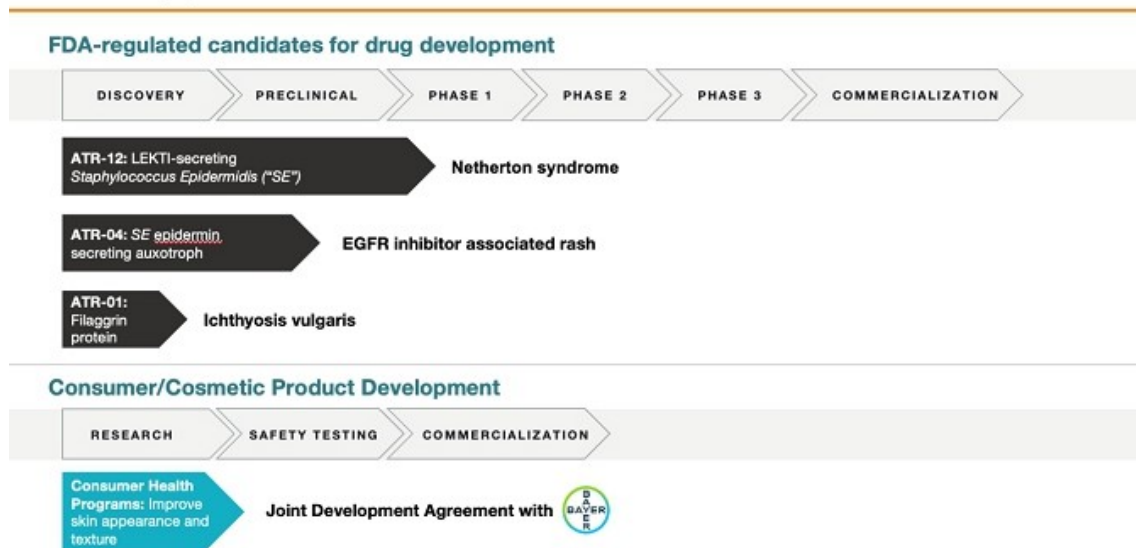 FDA-regulated candidates for drug development
DISCOVERY PRECLINICAL PHASE 1 PHASE 2 PHASE 3 COMMERCIALIZATION
ATR-12: LEKTI-secreting
Staphylococcus Epidermidis ("SE")
Netherton syndrome
ATR-04: SE epidermin
secreting auxotroph
EGFR inhibitor associated rash
ATR-01:
Filaggrin
protein
Ichthyosis vulgaris
Consumer/Cosmetic Product Development
RESEARCH SAFETY TESTING COMMERCIALIZATION
Consumer Health
Programs: Improve
skin appearance and
texture
Joint Development Agreement with
BAYER
BAYER